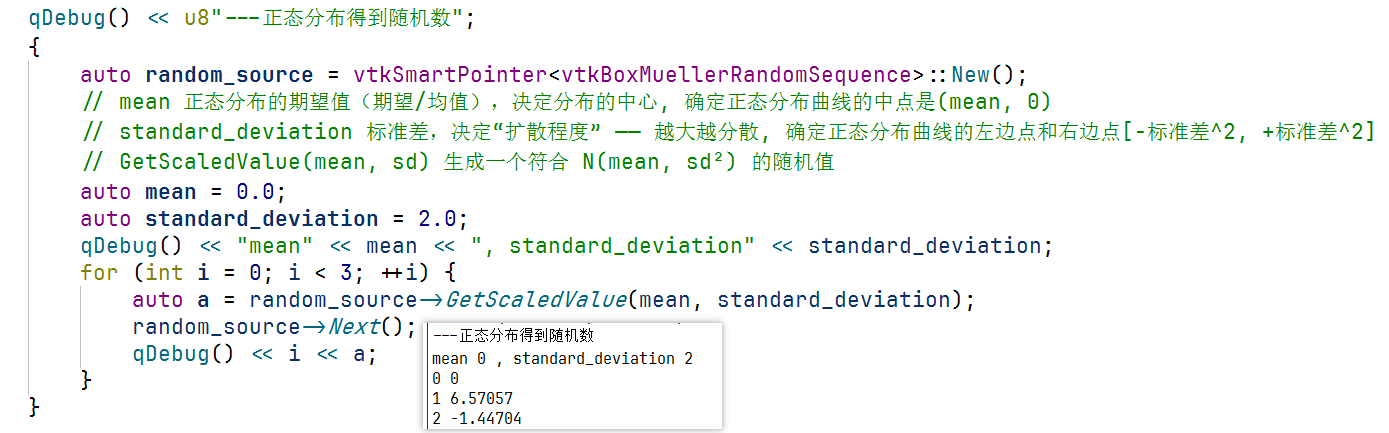 qDebug() << u8"---正态分布得到随机数";
{
    auto random_source = vtkSmartPointer<vtkBoxMuellerRandomSequence>::New();
    // mean 正态分布的期望值（期望/均值），决定分布的中心, 确定正态分布曲线的中点是(mean, 0)
    // standard_deviation 标准差，决定“扩散程度” —— 越大越分散, 确定正态分布曲线的左边点和右边点[-标准差^2, +标准差^2]
    // GetScaledValue(mean, sd) 生成一个符合 N(mean, sd²) 的随机值
    auto mean = 0.0;
    auto standard_deviation = 2.0;
    qDebug() << "mean" << mean << ", standard_deviation" << standard_deviation;
    for (int i = 0; i < 3; ++i) {
        auto a = random_source->GetScaledValue(mean, standard_deviation);
        random_source->Next();
        qDebug() << i << a;
    }
}
---正态分布得到随机数
mean 0 , standard_deviation 2
0 0
1 6.57057
2 -1.44704